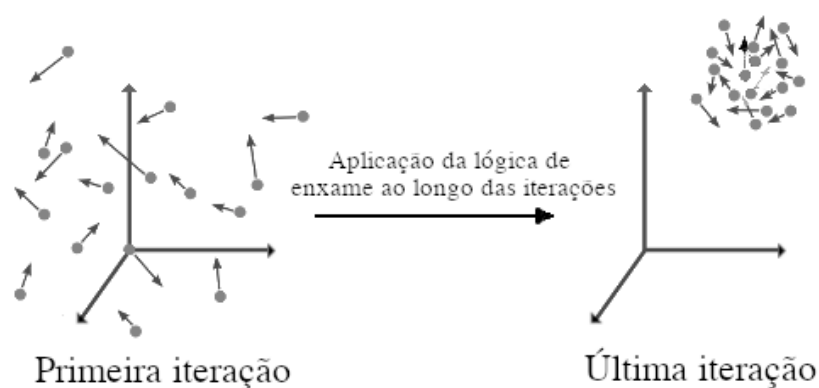 Aplicação da lógica de
enxame ao longo das iterações
Primeira iteração
Última iteração